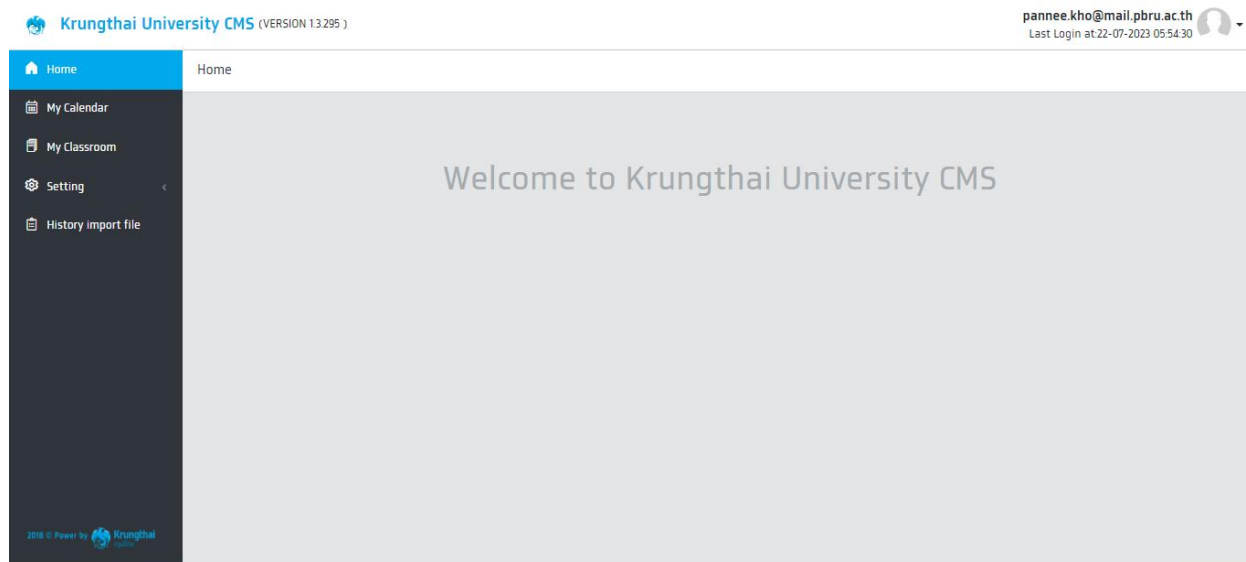 Krungthai University CMS (VERSION 1.3.295 )
pannee.kho@mail.pbru.ac.th
Last Login at:22-07-2023 05:54:30
Home
Home
My Calendar
My Classroom
Setting
History import file
Welcome to Krungthai University CMS
2018 © Power by Krungthai